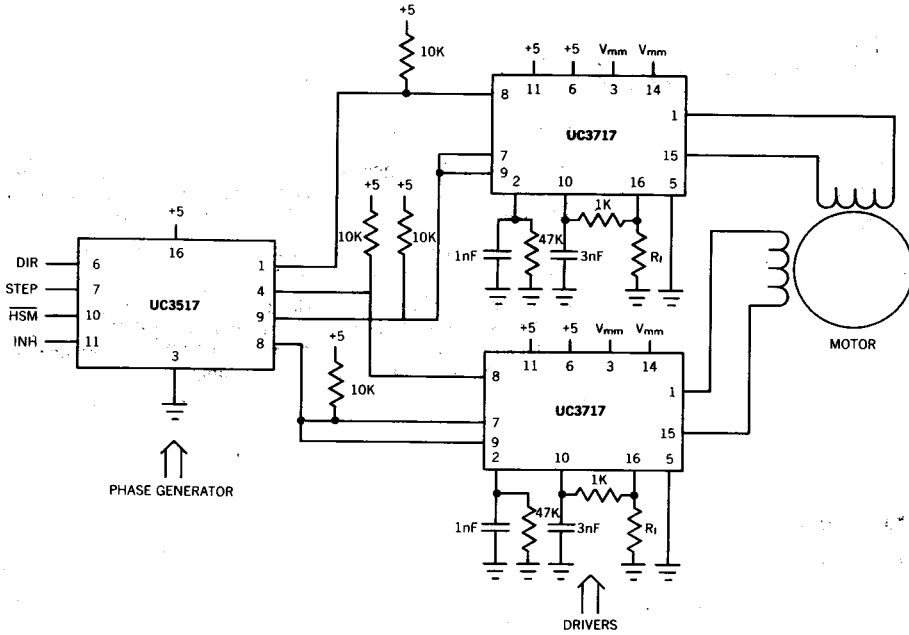 +5
10K
+5
+5
Vmm
Vmm
11
6
3
14
8
1
UC3717
7
9
15
2
10
16
5
1K
1nF
47K
3nF
RI
+5
+5
10K
10K
+5
16
DIR
6
1
STEP
7
4
UC3517
HSM
10
9
INH
11
8
3
+5
10K
+5
+5
Vmm
Vmm
11
6
3
14
8
1
UC3717
7
9
15
2
10
16
5
1K
1nF
47K
3nF
RI
MOTOR
PHASE GENERATOR
DRIVERS